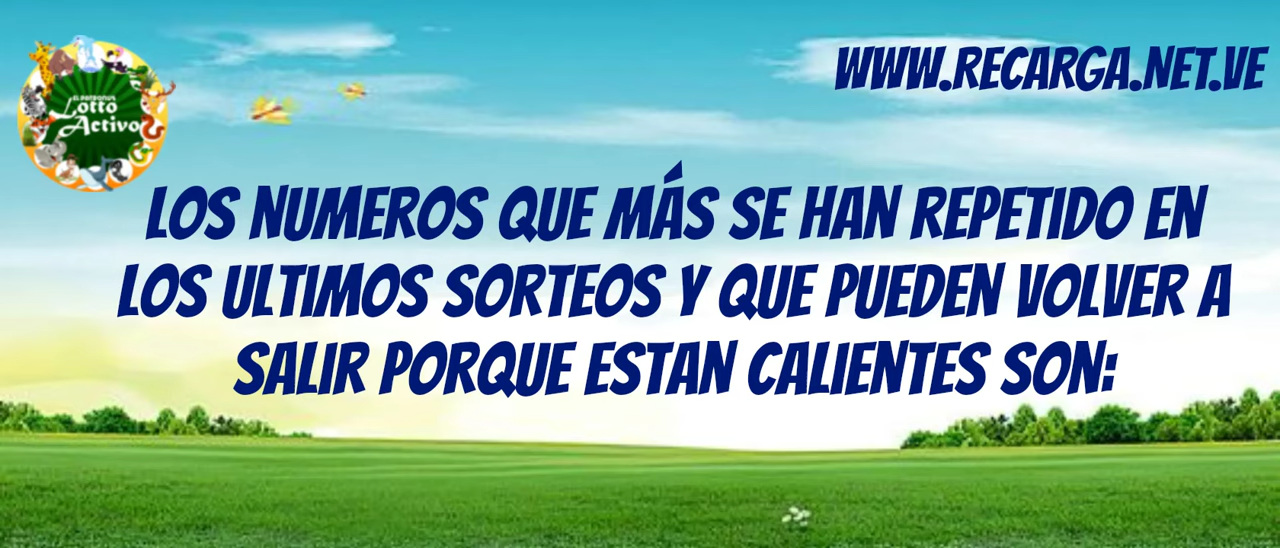 WWW.RECARGA.NET.VE
Lotto
Activo
LOS NUMEROS QUE MÁS SE HAN REPETIDO EN
LOS ULTIMOS SORTEOS Y QUE PUEDEN VOLVER A
SALIR PORQUE ESTAN CALIENTES SON: